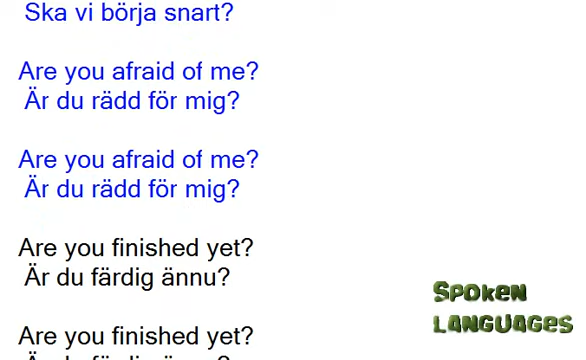 Ska vi börja snart?
Are you afraid of me?
Är du rädd för mig?
Are you afraid of me?
Är du rädd för mig?
Are you finished yet?
Är du färdig ännu?
Are you finished yet?
SPOKEN
LANGUAGES